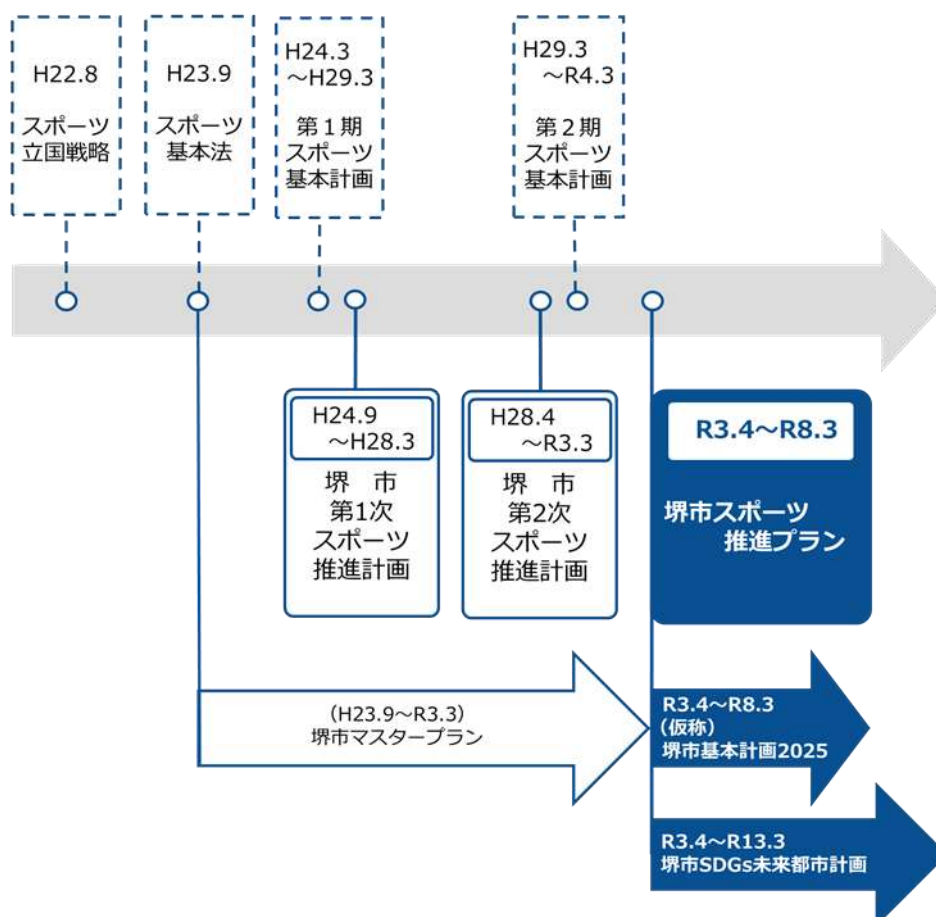 H22.8
スポーツ
立国戦略
H23.9
スポーツ
基本法
H24.3
～H29.3
第１期
スポーツ
基本計画
H29.3
～R4.3
第２期
スポーツ
基本計画
H24.9
～H28.3
堺　市
第1次
スポーツ
推進計画
H28.4
～R3.3
堺　市
第2次
スポーツ
推進計画
R3.4～R8.3
堺市スポーツ
推進プラン
（H23.9～R3.3）
堺市マスタープラン
R3.4～R8.3
（仮称）
堺市基本計画2025
R3.4～R13.3
堺市SDGs未来都市計画